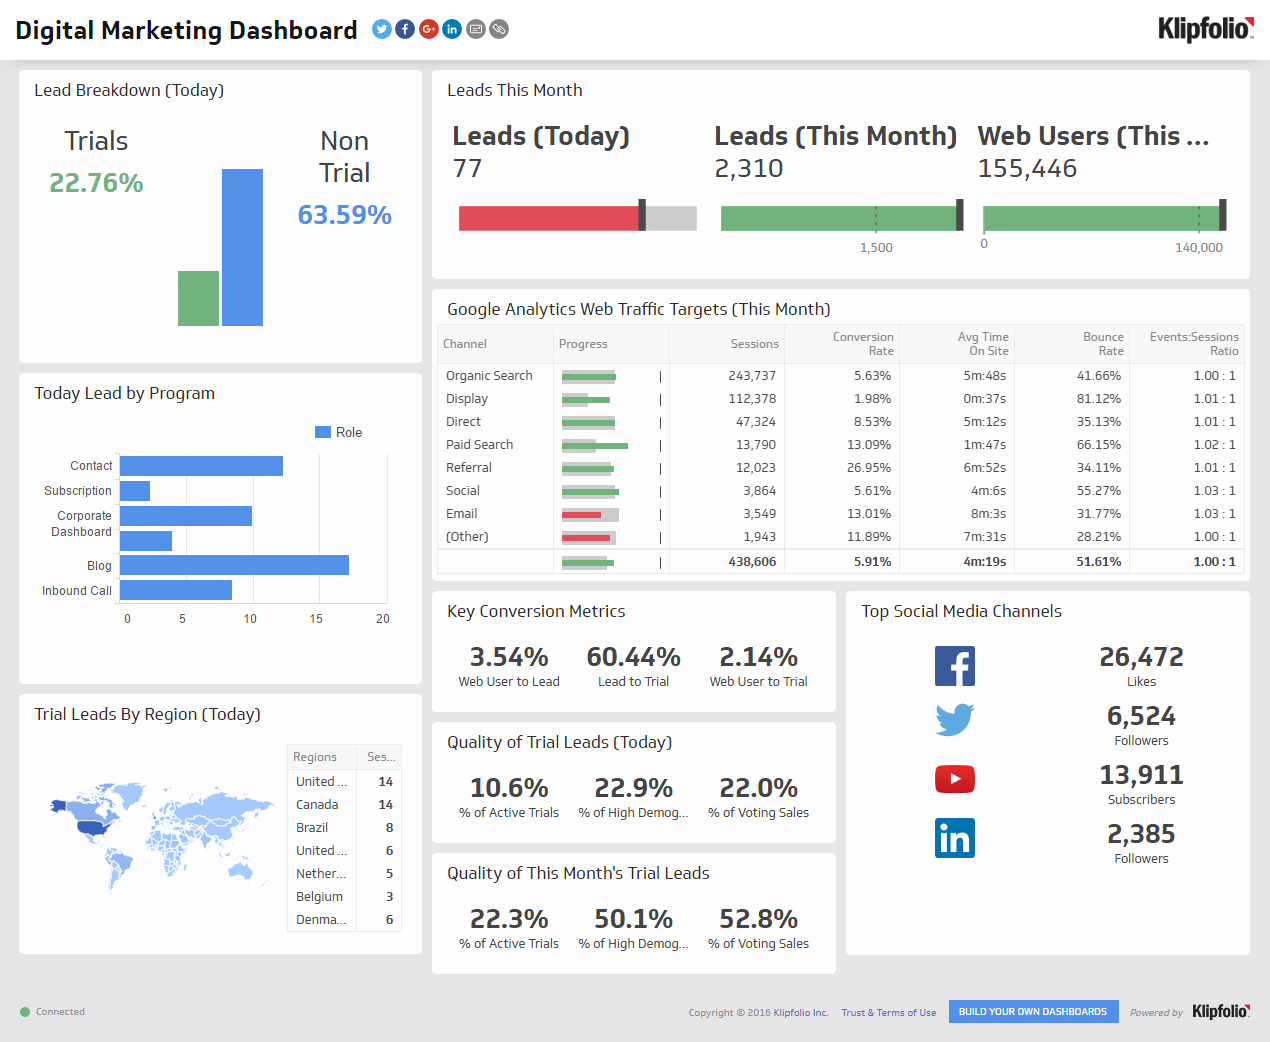 Digital Marketing Dashboard
Klipfolio
Lead Breakdown (Today)
Trials
22.76%
Non
Trial
63.59%
Leads This Month
Leads (Today)
77
Leads (This Month)
2,310
1,500
Web Users (This ...
155,446
0
140,000
Google Analytics Web Traffic Targets (This Month)
Channel Progress Sessions Conversion Rate Avg Time On Site Bounce Rate Events:Sessions Ratio
Organic Search 243,737 5.63% 5m:48s 41.66% 1.00 : 1
Display 112,378 1.98% 0m:37s 81.12% 1.01 : 1
Direct 47,324 8.53% 5m:12s 35.13% 1.01 : 1
Paid Search 13,790 13.09% 1m:47s 66.15% 1.02 : 1
Referral 12,023 26.95% 6m:52s 34.11% 1.01 : 1
Social 3,864 5.61% 4m:6s 55.27% 1.03 : 1
Email 3,549 13.01% 8m:3s 31.77% 1.03 : 1
(Other) 1,943 11.89% 7m:31s 28.21% 1.00 : 1
438,606 5.91% 4m:19s 51.61% 1.00 : 1
Today Lead by Program
Role
Contact
Subscription
Corporate
Dashboard
Blog
Inbound Call
0 5 10 15 20
Trial Leads By Region (Today)
Regions Ses...
United ... 14
Canada 14
Brazil 8
United ... 6
Nether... 5
Belgium 3
Denma... 6
Key Conversion Metrics
3.54% 60.44% 2.14%
Web User to Lead Lead to Trial Web User to Trial
Quality of Trial Leads (Today)
10.6% 22.9% 22.0%
% of Active Trials % of High Demog... % of Voting Sales
Quality of This Month's Trial Leads
22.3% 50.1% 52.8%
% of Active Trials % of High Demog... % of Voting Sales
Top Social Media Channels
26,472
Likes
6,524
Followers
13,911
Subscribers
2,385
Followers
Connected
Copyright © 2016 Klipfolio Inc. Trust & Terms of Use BUILD YOUR OWN DASHBOARDS Powered by Klipfolio